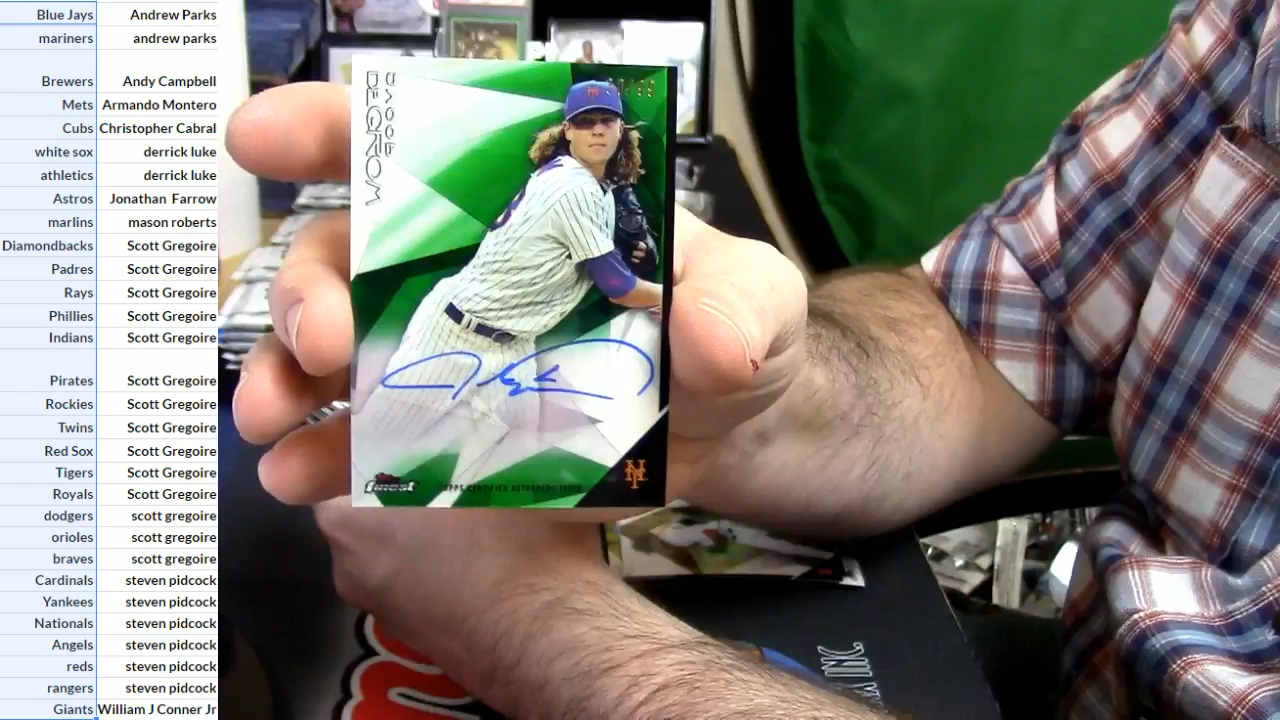 Blue Jays Andrew Parks
mariners andrew parks
Brewers Andy Campbell
Mets Armando Montero
Cubs Christopher Cabral
white sox derrick luke
athletics derrick luke
Astros Jonathan Farrow
marlins mason roberts
Diamondbacks Scott Gregoire
Padres Scott Gregoire
Rays Scott Gregoire
Phillies Scott Gregoire
Indians Scott Gregoire
Pirates Scott Gregoire
Rockies Scott Gregoire
Twins Scott Gregoire
Red Sox Scott Gregoire
Tigers Scott Gregoire
Royals Scott Gregoire
dodgers scott gregoire
orioles scott gregoire
braves scott gregoire
Cardinals steven pidcock
Yankees steven pidcock
Nationals steven pidcock
Angels steven pidcock
reds steven pidcock
rangers steven pidcock
Giants William J Conner Jr
JACOB
DEGROM
NY
Topps
finest
TOPPS CERTIFIED AUTOGRAPH ISSUE
INC